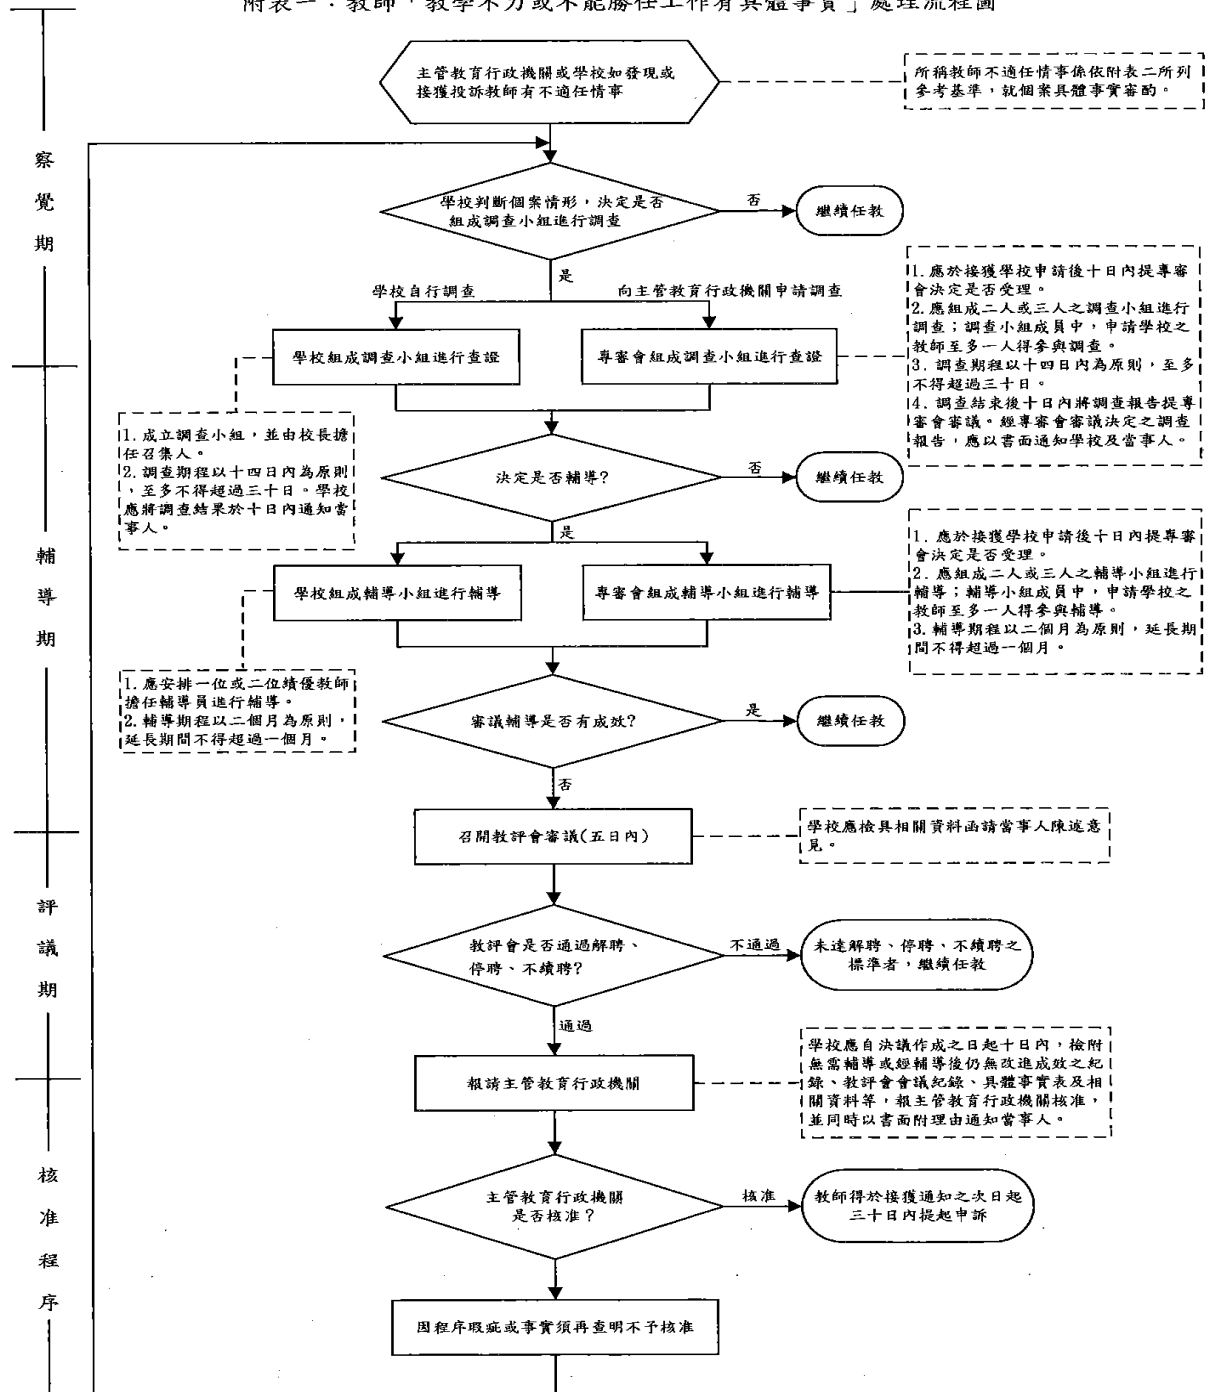 附表一：教師「教學不力或不能勝任工作有具體事實」處理流程圖
主管教育行政機關或學校如發現或
接獲投訴教師有不適任情事
所稱教師不適任情事係依附表二所列
參考基準，就個案具體事實審酌。
察
覺
期
學校判斷個案情形，決定是否
組成調查小組進行調查
否
繼續任教
是
學校自行調查
向主管教育行政機關申請調查
學校組成調查小組進行查證
專審會組成調查小組進行查證
1. 應於接獲學校申請後十日內提專審
會決定是否受理。
2. 應組成二人或三人之調查小組進行
調查；調查小組成員中，申請學校之
教師至多一人得參與調查。
3. 調查期程以十四日內為原則，至多
不得超過三十日。
4. 調查結束後十日內將調查報告提專
審會審議。經專審會審議決定之調查
報告，應以書面通知學校及當事人。
1. 成立調查小組，並由校長擔
任召集人。
2. 調查期程以十四日內為原則
，至多不得超過三十日。學校
應將調查結果於十日內通知當
事人。
決定是否輔導?
否
繼續任教
是
輔
導
期
學校組成輔導小組進行輔導
專審會組成輔導小組進行輔導
1. 應於接獲學校申請後十日內提專審
會決定是否受理。
2. 應組成二人或三人之輔導小組進行
輔導；輔導小組成員中，申請學校之
教師至多一人得參與輔導。
3. 輔導期程以二個月為原則，延長期
間不得超過一個月。
1. 應安排一位或二位績優教師
擔任輔導員進行輔導。
2. 輔導期程以二個月為原則，
延長期間不得超過一個月。
審議輔導是否有成效?
是
繼續任教
否
召開教評會審議(五日內)
學校應檢具相關資料函請當事人陳述意
見。
評
議
期
教評會是否通過解聘、
停聘、不續聘?
不通過
未達解聘、停聘、不續聘之
標準者，繼續任教
通過
報請主管教育行政機關
學校應自決議作成之日起十日內，檢附
無需輔導或經輔導後仍無改進成效之紀
錄、教評會會議紀錄、具體事實表及相
關資料等，報主管教育行政機關核准，
並同時以書面附理由通知當事人。
核
准
程
序
主管教育行政機關
是否核准？
核准
教師得於接獲通知之次日起
三十日內提起申訴
因程序瑕疵或事實須再查明不予核准